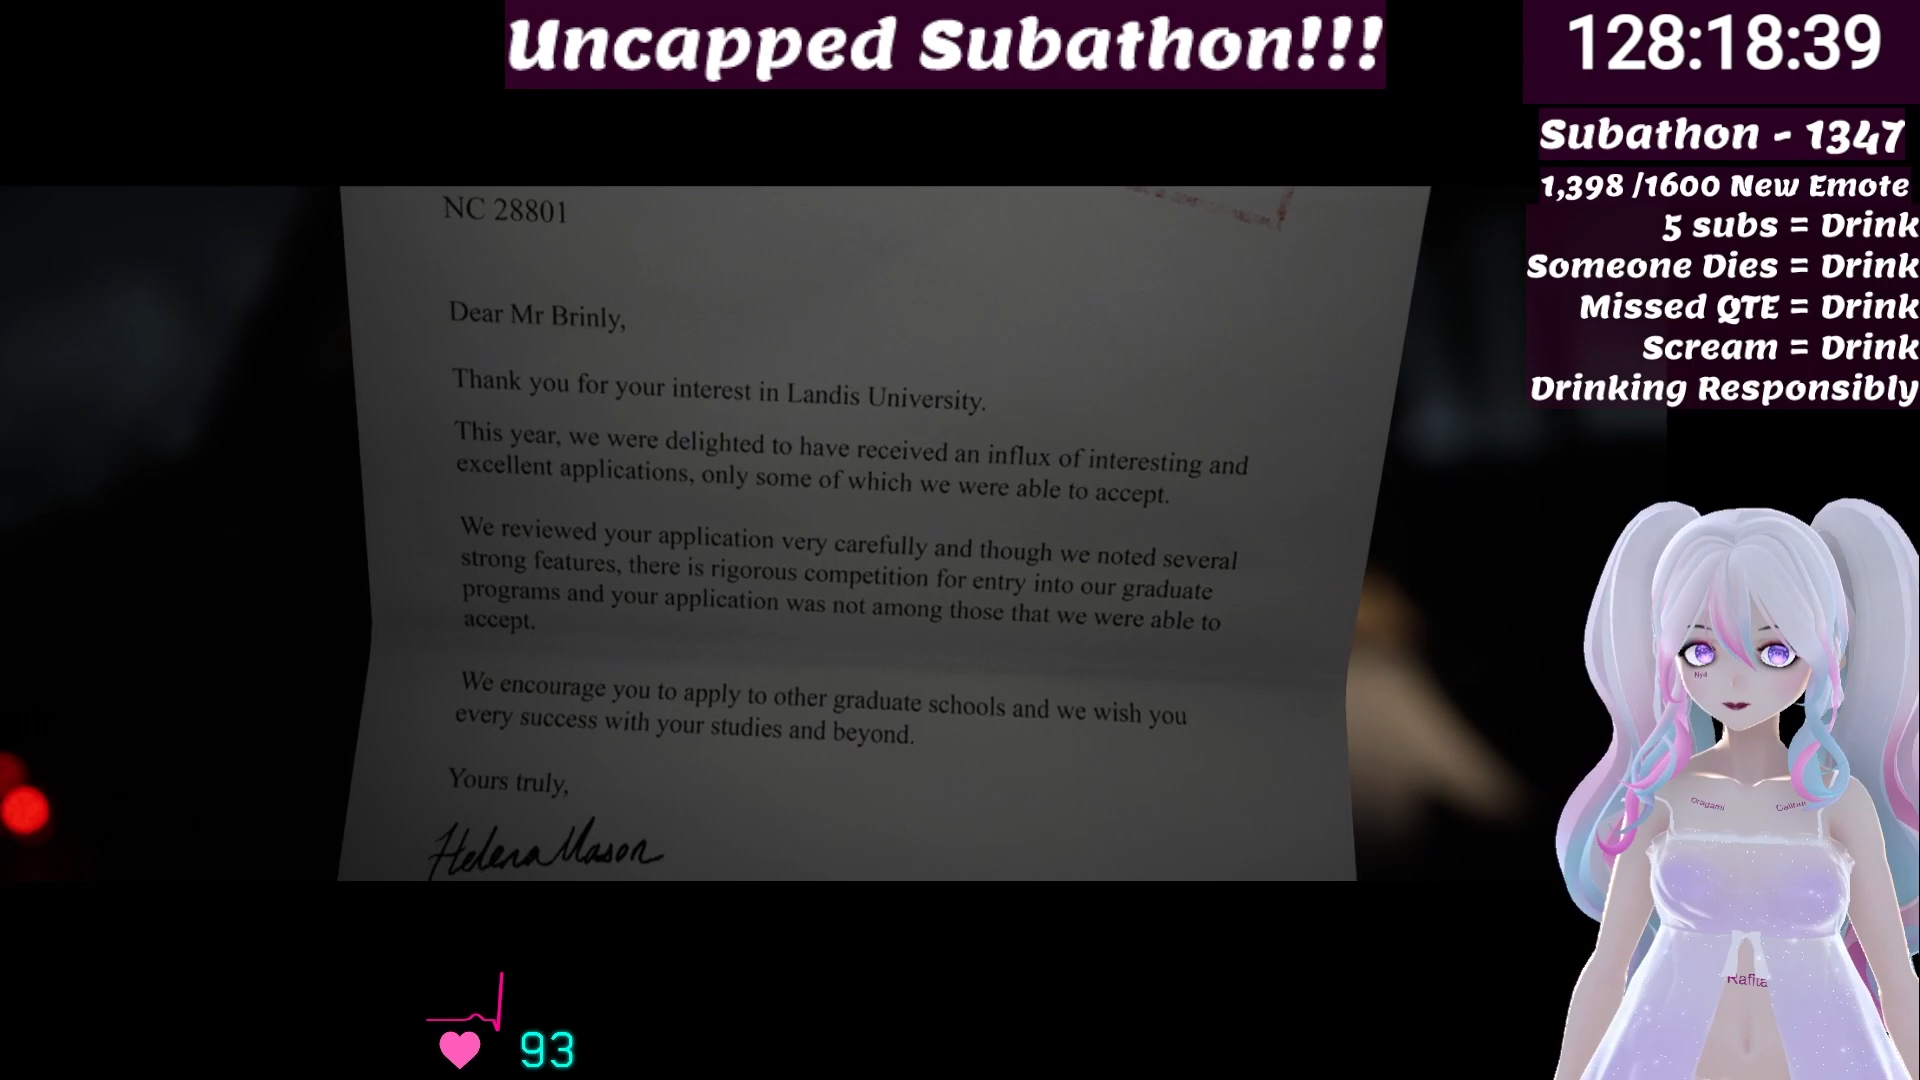 Uncapped Subathon!!!
128:18:39
Subathon - 1347
1,398 /1600 New Emote
5 subs = Drink
Someone Dies = Drink
Missed QTE = Drink
Scream = Drink
Drinking Responsibly
NC 28801
Dear Mr Brinly,
Thank you for your interest in Landis University.
This year, we were delighted to have received an influx of interesting and
excellent applications, only some of which we were able to accept.
We reviewed your application very carefully and though we noted several
strong features, there is rigorous competition for entry into our graduate
programs and your application was not among those that we were able to
accept.
We encourage you to apply to other graduate schools and we wish you
every success with your studies and beyond.
Yours truly,
Helena Mason
Nya
Oragami
Rafita
93